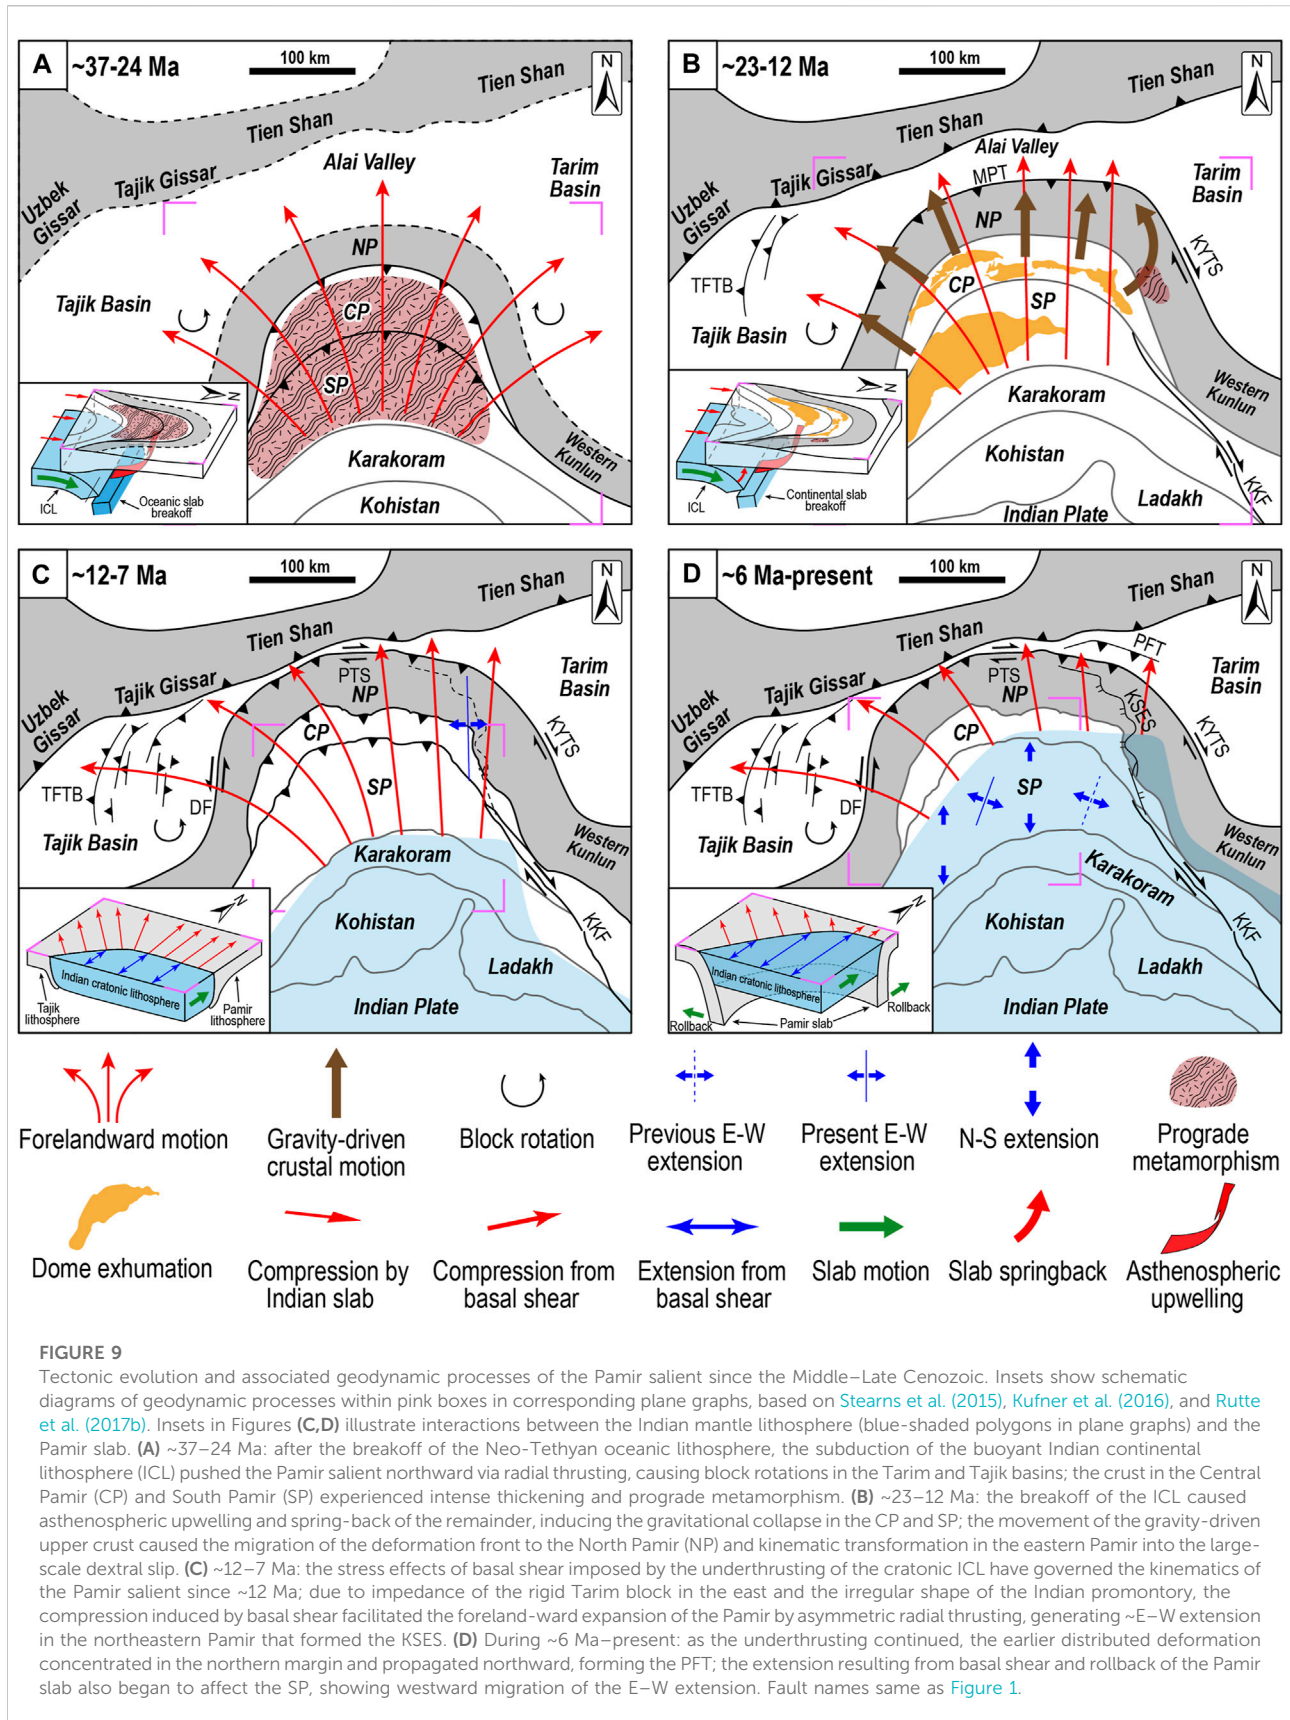 A ~37-24 Ma
100 km
N
Tien Shan
Tien Shan
Alai Valley
Tajik Gissar
Uzbek
Gissar
Tarim
Basin
NP
CP
SP
Tajik Basin
Karakoram
Kohistan
Western
Kunlun
N
ICL
Oceanic slab
breakoff
B ~23-12 Ma
100 km
N
Tien Shan
Tien Shan
Alai Valley
MPT
Tajik Gissar
Uzbek
Gissar
Tarim
Basin
NP
KYTS
TFTB
CP
SP
Tajik Basin
Karakoram
Western
Kunlun
Kohistan
Ladakh
KKF
Indian Plate
N
ICL
Continental slab
breakoff
C ~12-7 Ma
100 km
N
Tien Shan
Tien Shan
PTS
NP
Tajik Gissar
Uzbek
Gissar
Tarim
Basin
CP
KYTS
SP
TFTB
DF
Tajik Basin
Karakoram
Western
Kunlun
Kohistan
KKF
Ladakh
Indian Plate
N
Indian cratonic lithosphere
Tajik
lithosphere
Pamir
lithosphere
D ~6 Ma-present
100 km
N
Tien Shan
Tien Shan
PFT
PTS
NP
Tajik Gissar
Uzbek
Gissar
Tarim
Basin
KSES
CP
KYTS
SP
TFTB
DF
Tajik Basin
Western
Kunlun
Karakoram
Kohistan
KKF
Ladakh
Indian Plate
N
Indian cratonic lithosphere
Rollback
Pamir slab
Rollback
Forelandward motion
Gravity-driven
crustal motion
Block rotation
Previous E-W
extension
Present E-W
extension
N-S extension
Prograde
metamorphism
Dome exhumation
Compression by
Indian slab
Compression from
basal shear
Extension from
basal shear
Slab motion
Slab springback
Asthenospheric
upwelling
FIGURE 9
Tectonic evolution and associated geodynamic processes of the Pamir salient since the Middle–Late Cenozoic. Insets show schematic
diagrams of geodynamic processes within pink boxes in corresponding plane graphs, based on Stearns et al. (2015), Kufner et al. (2016), and Rutte
et al. (2017b). Insets in Figures (C,D) illustrate interactions between the Indian mantle lithosphere (blue-shaded polygons in plane graphs) and the
Pamir slab. (A) ~37–24 Ma: after the breakoff of the Neo-Tethyan oceanic lithosphere, the subduction of the buoyant Indian continental
lithosphere (ICL) pushed the Pamir salient northward via radial thrusting, causing block rotations in the Tarim and Tajik basins; the crust in the Central
Pamir (CP) and South Pamir (SP) experienced intense thickening and prograde metamorphism. (B) ~23–12 Ma: the breakoff of the ICL caused
asthenospheric upwelling and spring-back of the remainder, inducing the gravitational collapse in the CP and SP; the movement of the gravity-driven
upper crust caused the migration of the deformation front to the North Pamir (NP) and kinematic transformation in the eastern Pamir into the large-
scale dextral slip. (C) ~12–7 Ma: the stress effects of basal shear imposed by the underthrusting of the cratonic ICL have governed the kinematics of
the Pamir salient since ~12 Ma; due to impedance of the rigid Tarim block in the east and the irregular shape of the Indian promontory, the
compression induced by basal shear facilitated the foreland-ward expansion of the Pamir by asymmetric radial thrusting, generating ~E–W extension
in the northeastern Pamir that formed the KSES. (D) During ~6 Ma–present: as the underthrusting continued, the earlier distributed deformation
concentrated in the northern margin and propagated northward, forming the PFT; the extension resulting from basal shear and rollback of the Pamir
slab also began to affect the SP, showing westward migration of the E–W extension. Fault names same as Figure 1.